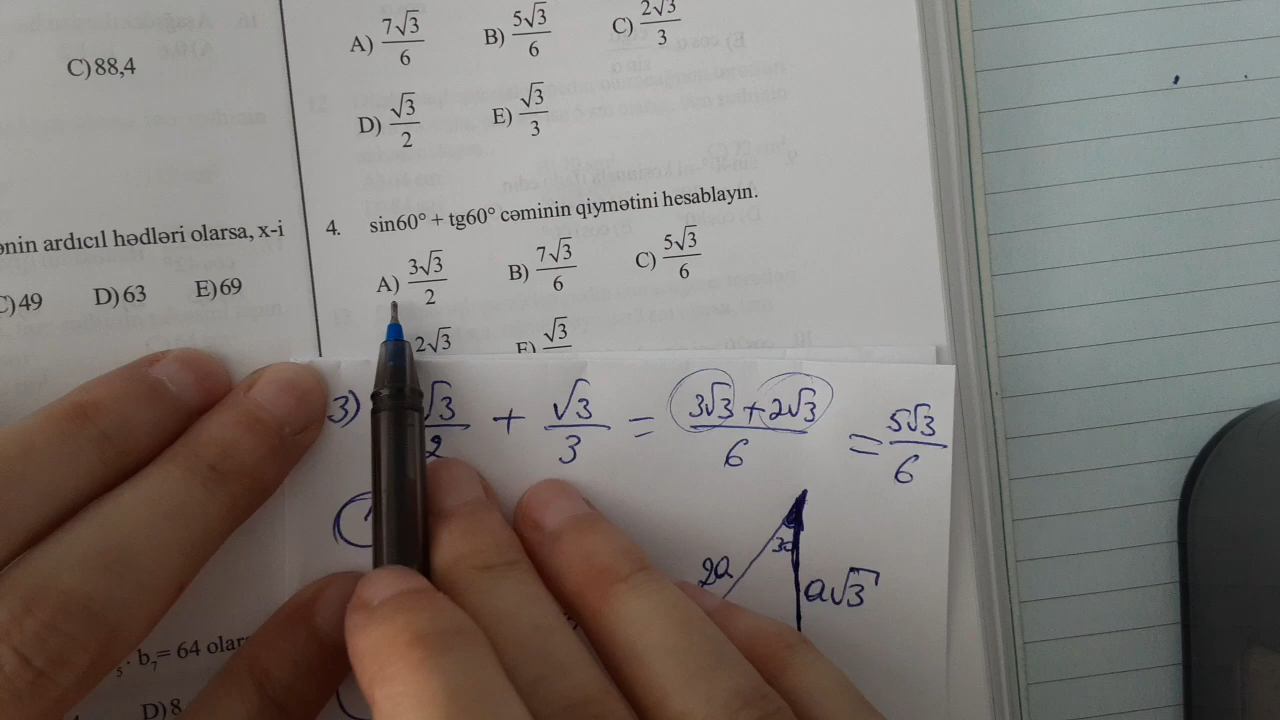 C) 88,4
ənin ardıcıl hədləri olarsa, x-i
C) 49 D) 63 E) 69
b₇ = 64 olar
D) 8
A) 7√3/6 B) 5√3/6 C) 2√3/3
D) √3/2 E) √3/3
4. sin60° + tg60° cəminin qiymətini hesablayın.
A) 3√3/2 B) 7√3/6 C) 5√3/6
2√3 E) √3
3) √3/2 + √3/3 = 3√3 + 2√3/6 = 5√3/6
30
2a a√3